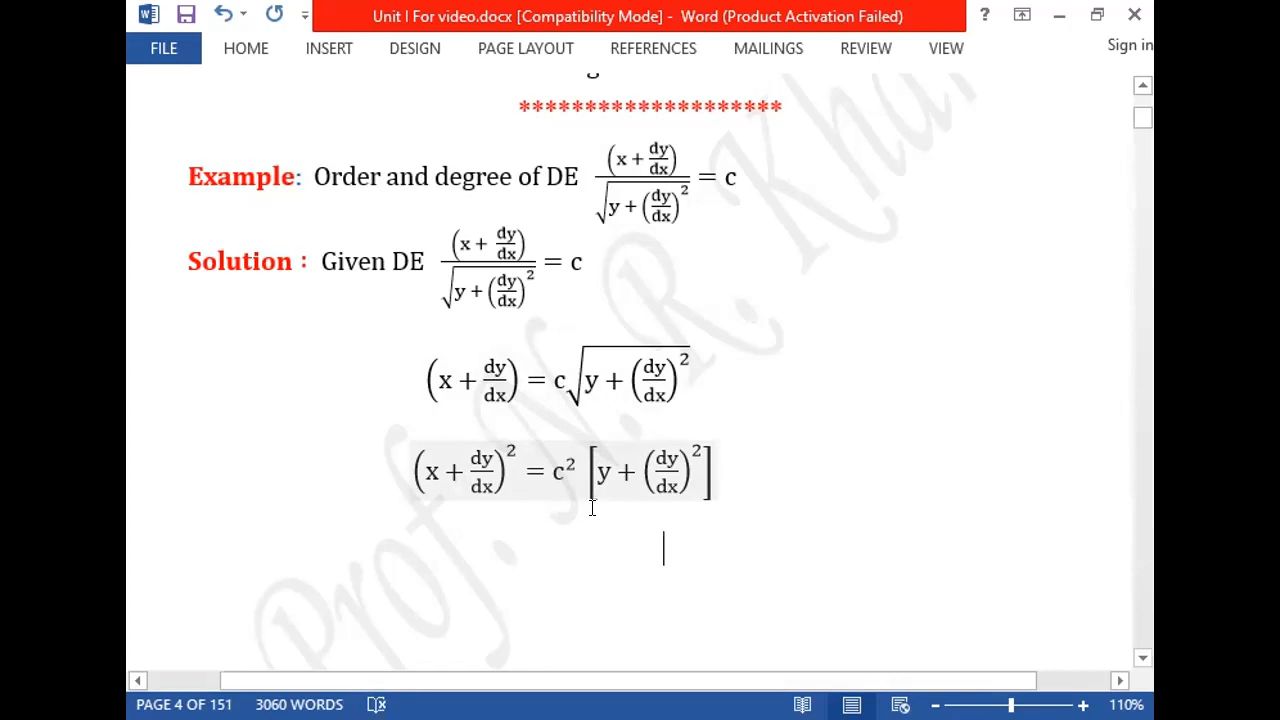 Unit I For video.docx [Compatibility Mode] - Word (Product Activation Failed)
?
FILE HOME INSERT DESIGN PAGE LAYOUT REFERENCES MAILINGS REVIEW VIEW Sign in
********************
Example: Order and degree of DE (x + dy/dx) / √(y + (dy/dx)²) = c
Solution : Given DE (x + dy/dx) / √(y + (dy/dx)²) = c
(x + dy/dx) = c√(y + (dy/dx)²)
(x + dy/dx)² = c² [y + (dy/dx)²]
Prof. N. R. Kha
PAGE 4 OF 151 3060 WORDS 110%